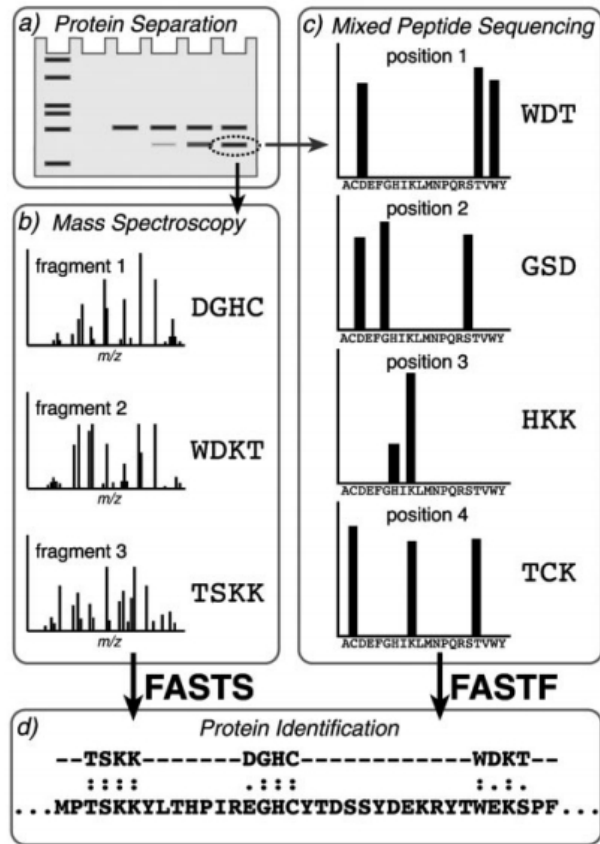 a) Protein Separation
b) Mass Spectroscopy
fragment 1
DGHC
m/z
fragment 2
WDKT
m/z
fragment 3
TSKK
m/z
c) Mixed Peptide Sequencing
position 1
WDT
ACDEFGHIKLMNPQRSTVWY
position 2
GSD
ACDEFGHIKLMNPQRSTVWY
position 3
HKK
ACDEFGHIKLMNPQRSTVWY
position 4
TCK
ACDEFGHIKLMNPQRSTVWY
FASTS
FASTF
d) Protein Identification
--TSKK-------DGHC------------WDKT--
:::: .::: :.:.
...MPTSKKYLTHPIREGHCYTDSSYDEKRYTWEKSPF...